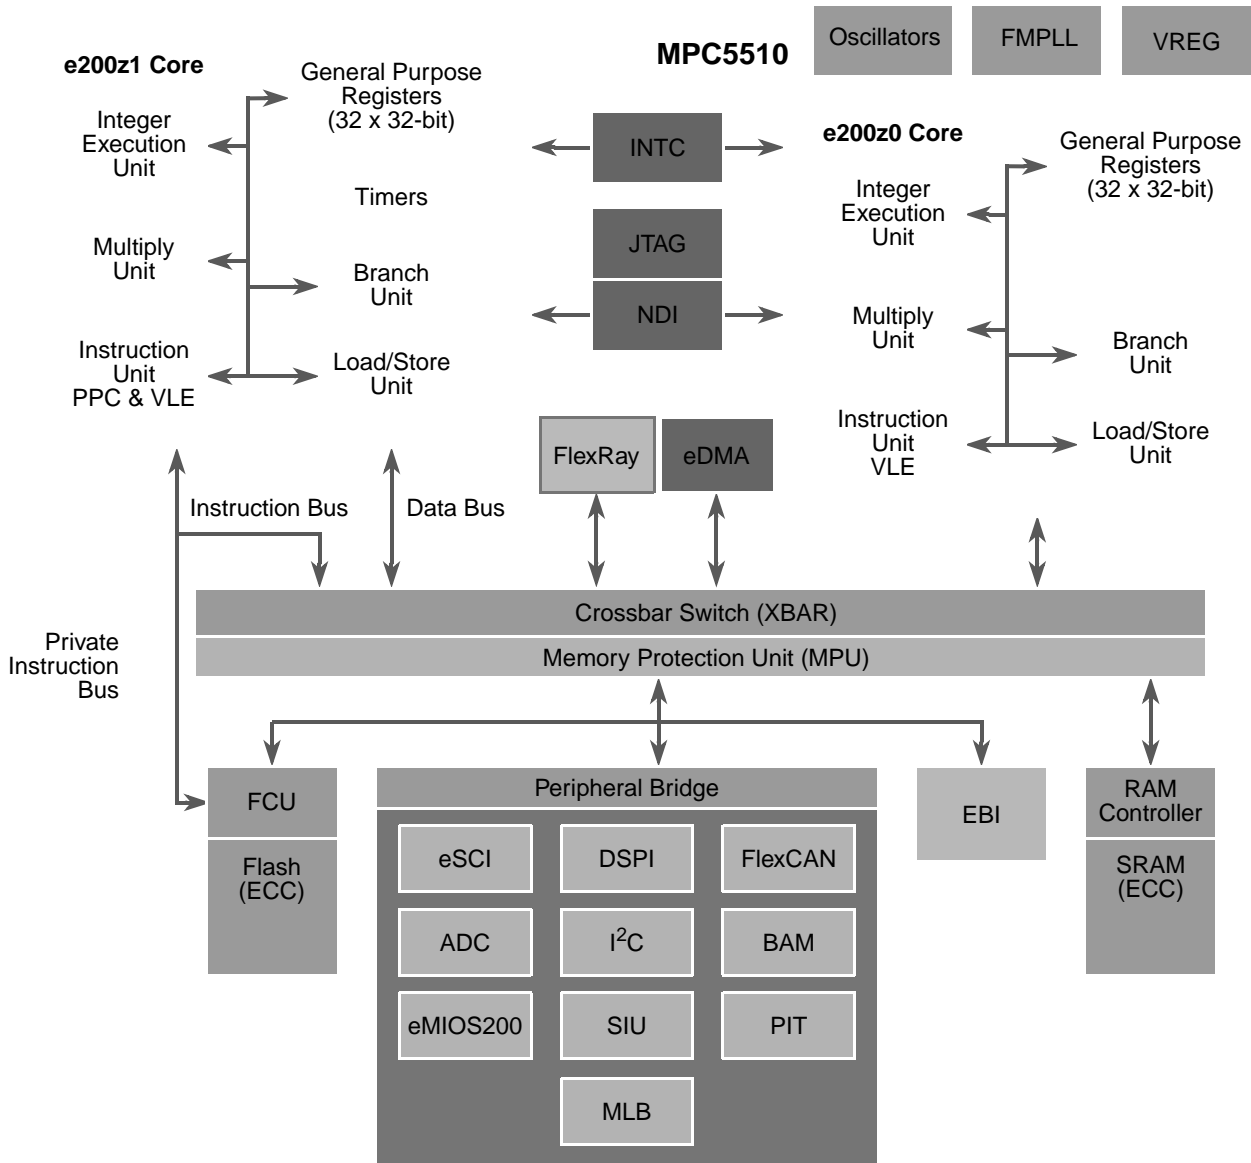 MPC5510
Oscillators
FMPLL
VREG
e200z1 Core
General Purpose
Registers
(32 x 32-bit)
Integer
Execution
Unit
Timers
Multiply
Unit
Branch
Unit
Instruction
Unit
PPC & VLE
Load/Store
Unit
INTC
JTAG
NDI
e200z0 Core
General Purpose
Registers
(32 x 32-bit)
Integer
Execution
Unit
Multiply
Unit
Branch
Unit
Instruction
Unit
VLE
Load/Store
Unit
FlexRay
eDMA
Instruction Bus
Data Bus
Crossbar Switch (XBAR)
Memory Protection Unit (MPU)
Private
Instruction
Bus
FCU
Flash
(ECC)
Peripheral Bridge
eSCI
DSPI
FlexCAN
ADC
I²C
BAM
eMIOS200
SIU
PIT
MLB
EBI
RAM
Controller
SRAM
(ECC)